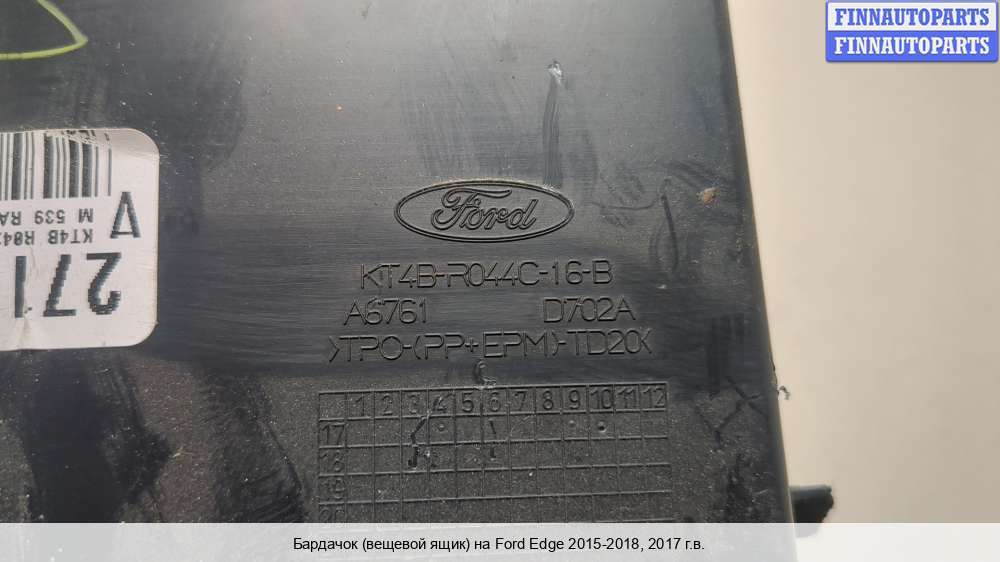 FINNAUTOPARTS
FINNAUTOPARTS
Ford
KT4B-R044C-16-B
A6761 D702A
>TPO-(PP+EPM)-TD20<
1 2 3 4 5 6 7 8 9 10 11 12
17
18
19
271
V
M 539
KT4B
Бардачок (вещевой ящик) на Ford Edge 2015-2018, 2017 г.в.